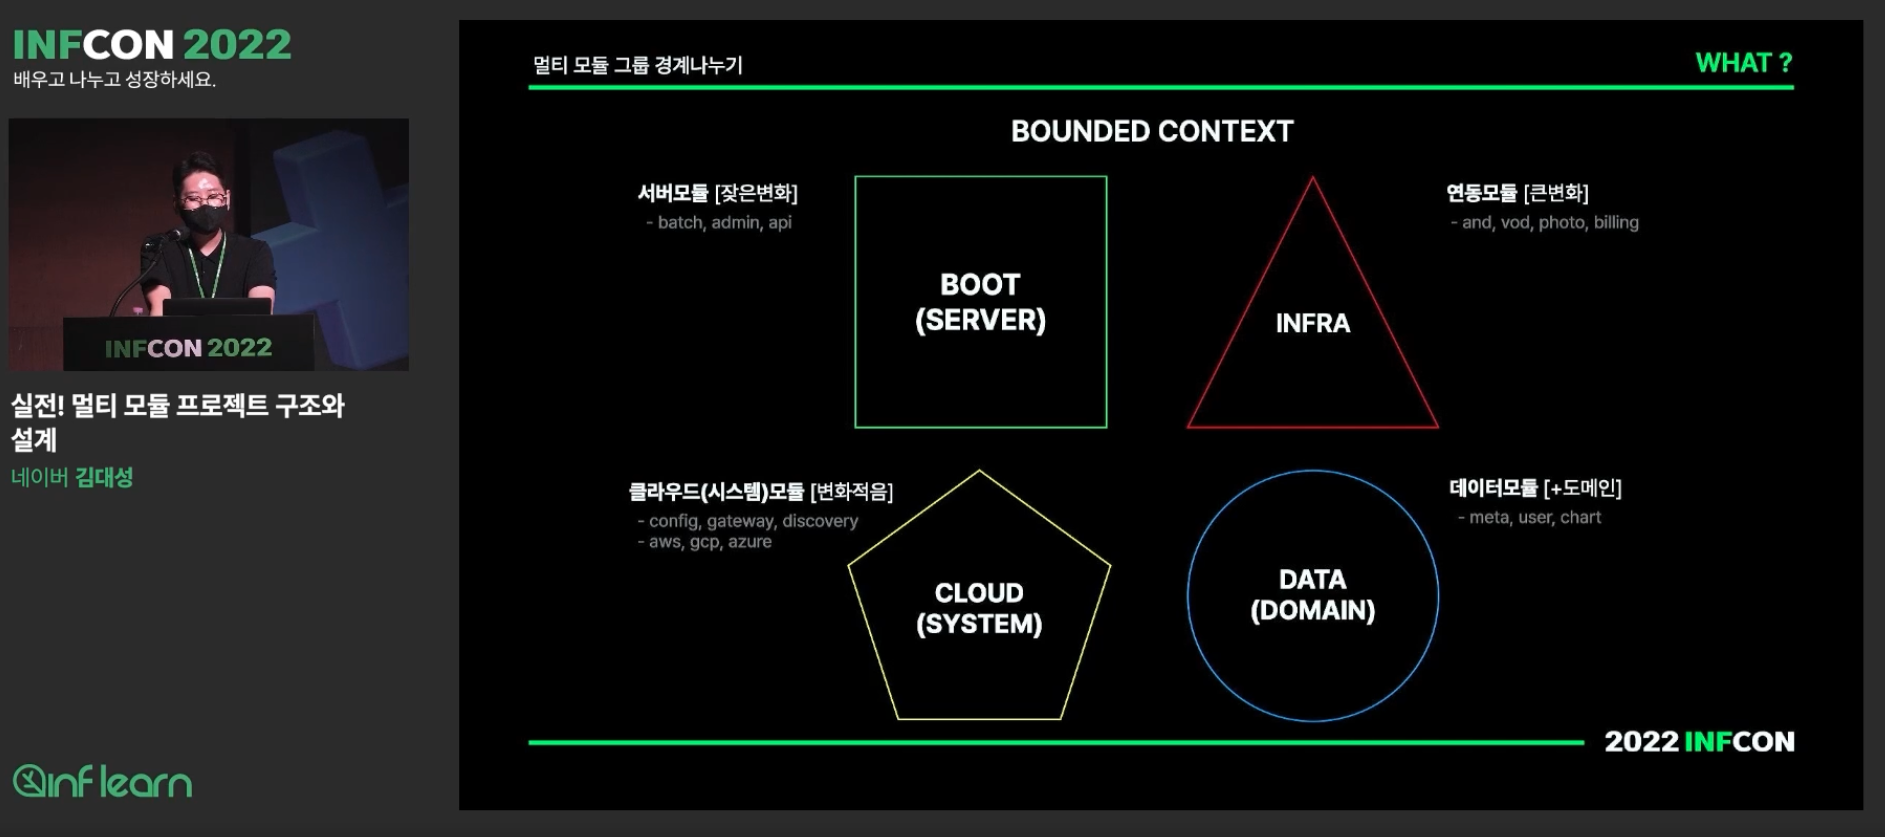 INFCON 2022
배우고 나누고 성장하세요.
INFCON 2022
실전! 멀티 모듈 프로젝트 구조와
설계
네이버 김대성
inflearn
멀티 모듈 그룹 경계나누기
WHAT ?
BOUNDED CONTEXT
서버모듈 [잦은변화]
- batch, admin, api
BOOT
(SERVER)
INFRA
연동모듈 [큰변화]
- and, vod, photo, billing
클라우드(시스템)모듈 [변화적음]
- config, gateway, discovery
- aws, gcp, azure
CLOUD
(SYSTEM)
DATA
(DOMAIN)
데이터모듈 [+도메인]
- meta, user, chart
2022 INFCON